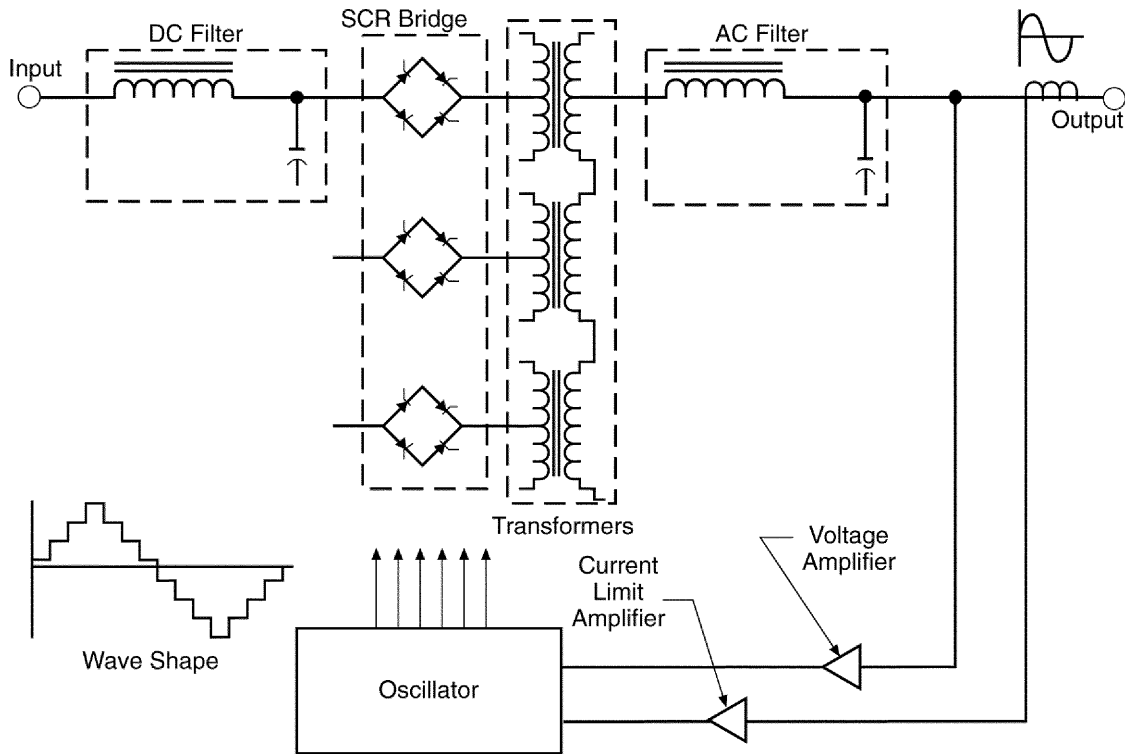 SCR Bridge
DC Filter
AC Filter
Input
Output
Transformers
Voltage
Amplifier
Current
Limit
Amplifier
Wave Shape
Oscillator